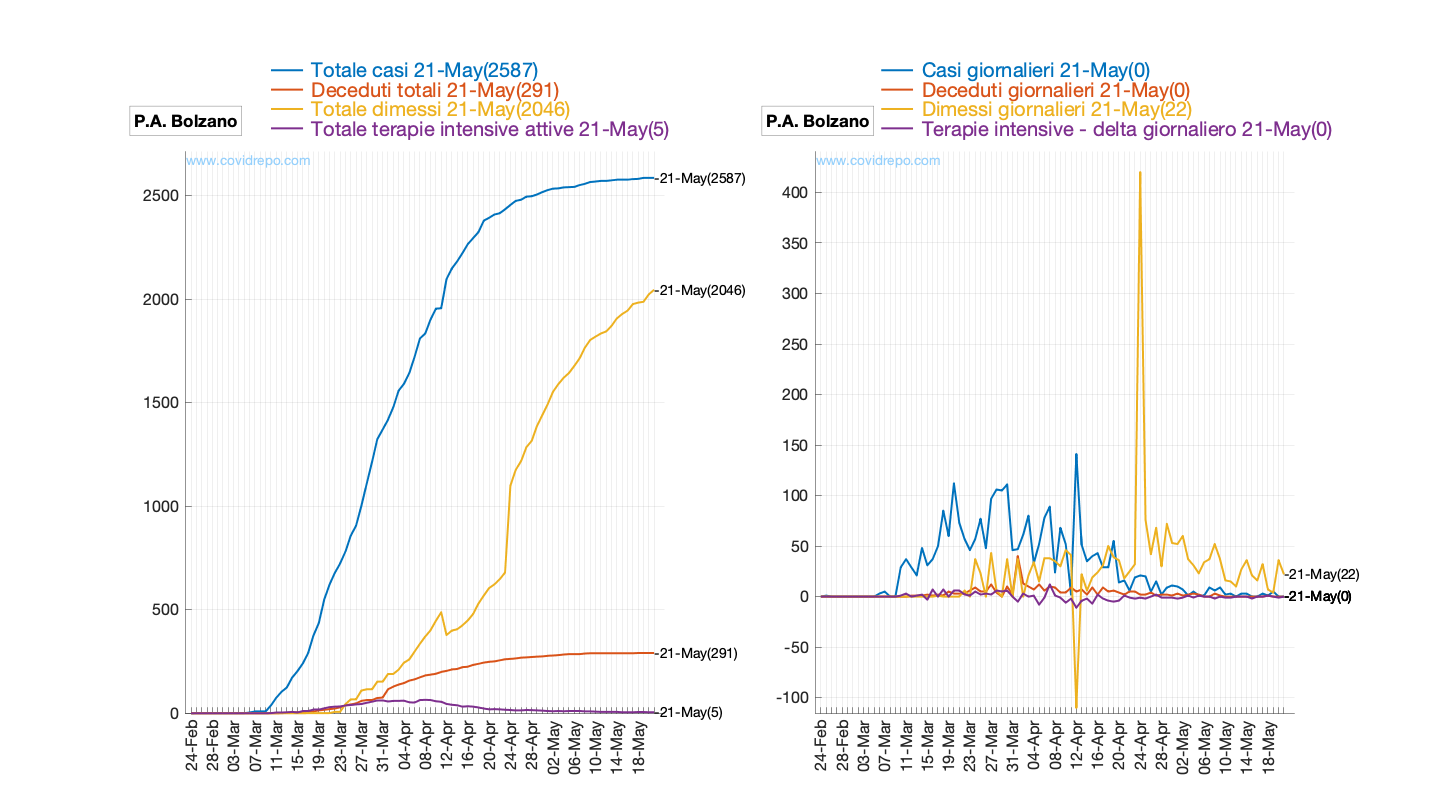 Totale casi 21-May(2587)
Deceduti totali 21-May(291)
Totale dimessi 21-May(2046)
Totale terapie intensive attive 21-May(5)
P.A. Bolzano
www.covidrepo.com
2500
2000
1500
1000
500
0
-21-May(2587)
-21-May(2046)
-21-May(291)
-21-May(5)
24-Feb
28-Feb
03-Mar
07-Mar
11-Mar
15-Mar
19-Mar
23-Mar
27-Mar
31-Mar
04-Apr
08-Apr
12-Apr
16-Apr
20-Apr
24-Apr
28-Apr
02-May
06-May
10-May
14-May
18-May
Casi giornalieri 21-May(0)
Deceduti giornalieri 21-May(0)
Dimessi giornalieri 21-May(22)
Terapie intensive - delta giornaliero 21-May(0)
P.A. Bolzano
www.covidrepo.com
400
350
300
250
200
150
100
50
0
-50
-100
-21-May(22)
-21-May(0)
24-Feb
28-Feb
03-Mar
07-Mar
11-Mar
15-Mar
19-Mar
23-Mar
27-Mar
31-Mar
04-Apr
08-Apr
12-Apr
16-Apr
20-Apr
24-Apr
28-Apr
02-May
06-May
10-May
14-May
18-May